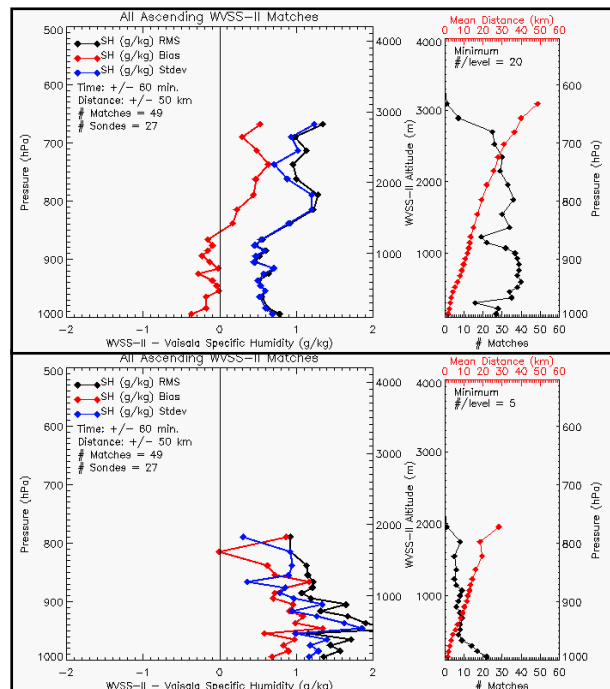 All Ascending WVSS-II Matches
SH (g/kg) RMS
SH (g/kg) Bias
SH (g/kg) Stdev
Time: +/- 60 min.
Distance: +/- 50 km
# Matches = 49
# Sondes = 27
500
600
700
800
900
1000
Pressure (hPa)
-2
-1
0
1
2
WVSS-II - Vaisala Specific Humidity (g/kg)
4000
3000
2000
1000
WVSS-II Altitude (m)
Mean Distance (km)
0 10 20 30 40 50 60
Minimum
#/level = 20
4000
3000
2000
1000
600
700
800
900
1000
Pressure (hPa)
0 10 20 30 40 50 60
# Matches
All Ascending WVSS-II Matches
SH (g/kg) RMS
SH (g/kg) Bias
SH (g/kg) Stdev
Time: +/- 60 min.
Distance: +/- 50 km
# Matches = 49
# Sondes = 27
500
600
700
800
900
1000
Pressure (hPa)
-2
-1
0
1
2
WVSS-II - Vaisala Specific Humidity (g/kg)
4000
3000
2000
1000
WVSS-II Altitude (m)
Mean Distance (km)
0 10 20 30 40 50 60
Minimum
#/level = 5
4000
3000
2000
1000
600
700
800
900
1000
Pressure (hPa)
0 10 20 30 40 50 60
# Matches